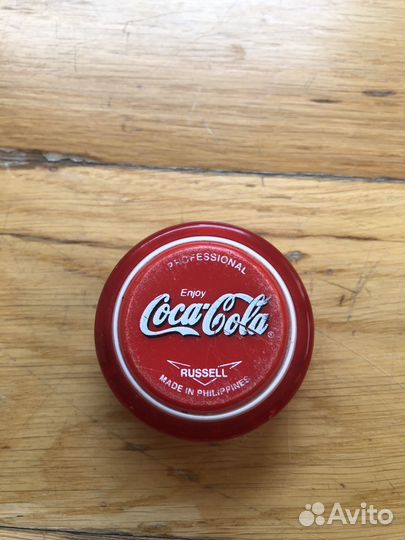 PROFESSIONAL
Enjoy
Coca-Cola
®
RUSSELL
MADE IN PHILIPPINES
Avito